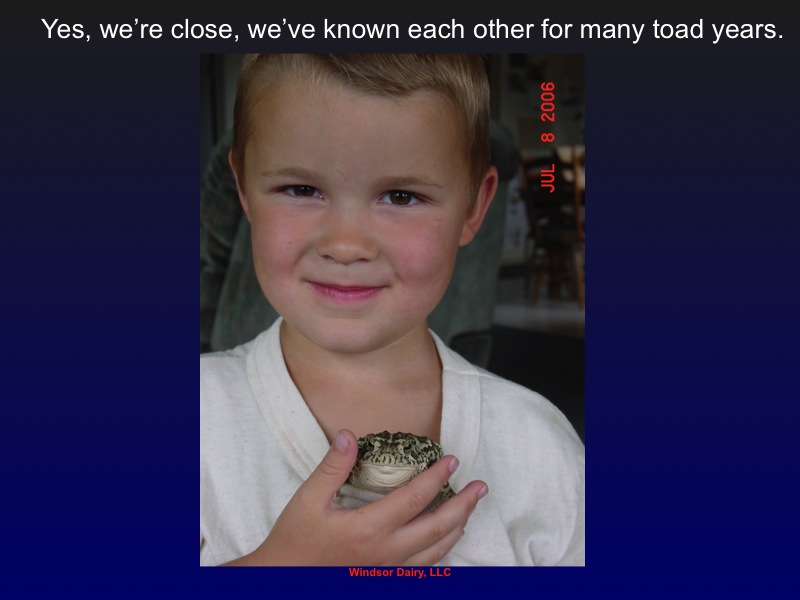 Yes, we’re close, we’ve known each other for many toad years.
JUL 8 2006
Windsor Dairy, LLC